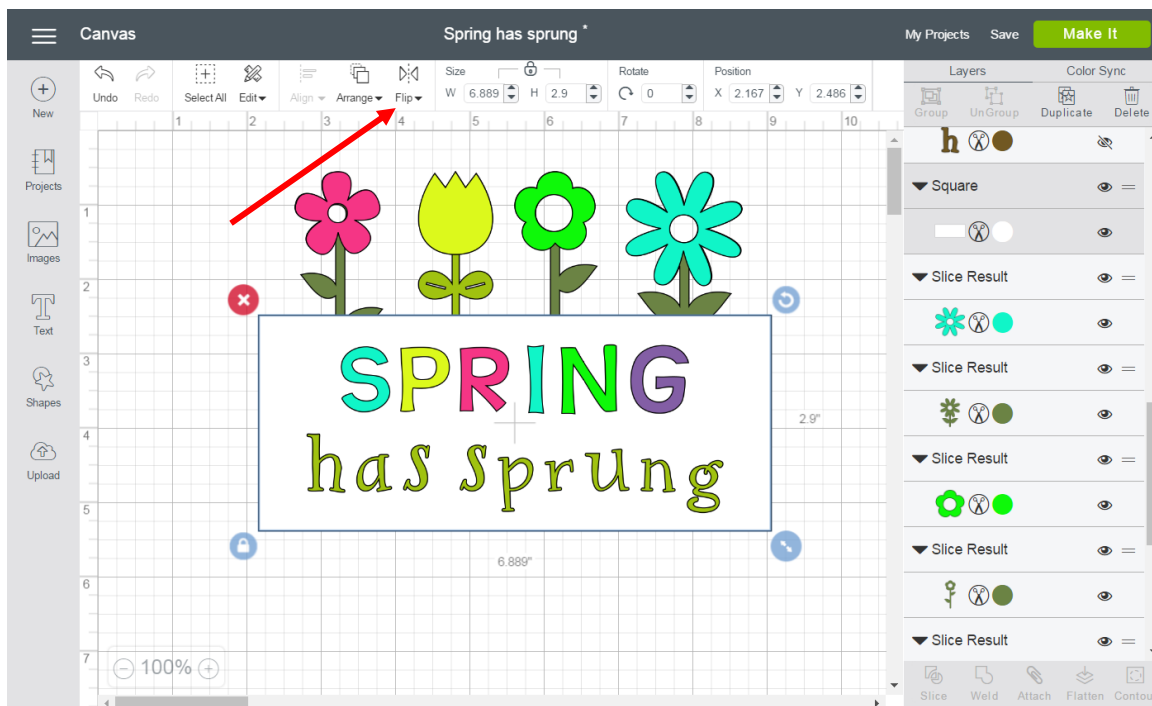 Canvas
Spring has sprung *
My Projects Save Make It
New
Projects
Images
Text
Shapes
Upload
Undo Redo Select All Edit Align Arrange Flip
Size
W 6.889 H 2.9
Rotate
0
Position
X 2.167 Y 2.486
1 2 3 4 5 6 7 8 9 10
1
2
3
4
5
6
7
SPRING
has sprung
2.9"
6.889"
100%
Layers Color Sync
Group UnGroup Duplicate Delete
h
Square
Slice Result
Slice Result
Slice Result
Slice Result
Slice Result
Slice Weld Attach Flatten Contou